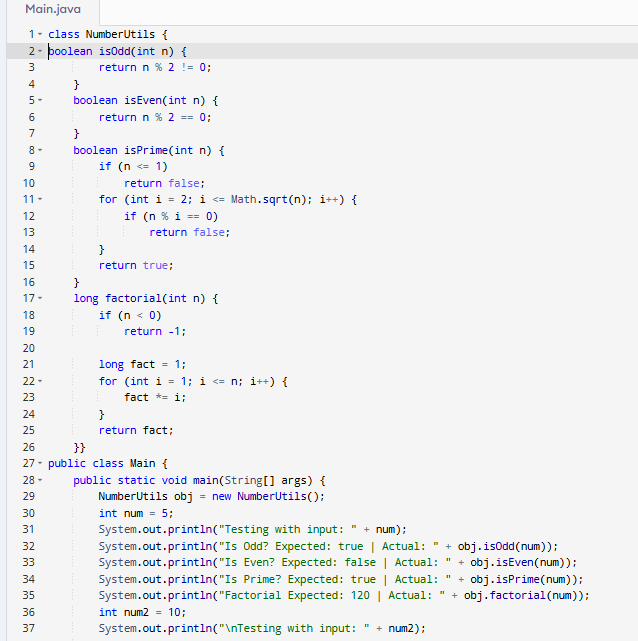 Main.java
1 class NumberUtils {
2 boolean isOdd(int n) {
3         return n % 2 != 0;
4     }
5     boolean isEven(int n) {
6         return n % 2 == 0;
7     }
8     boolean isPrime(int n) {
9         if (n <= 1)
10             return false;
11         for (int i = 2; i <= Math.sqrt(n); i++) {
12             if (n % i == 0)
13                 return false;
14         }
15         return true;
16     }
17     long factorial(int n) {
18         if (n < 0)
19             return -1;
20
21         long fact = 1;
22         for (int i = 1; i <= n; i++) {
23             fact *= i;
24         }
25         return fact;
26     }}
27 public class Main {
28     public static void main(String[] args) {
29         NumberUtils obj = new NumberUtils();
30         int num = 5;
31         System.out.println("Testing with input: " + num);
32         System.out.println("Is Odd? Expected: true | Actual: " + obj.isOdd(num));
33         System.out.println("Is Even? Expected: false | Actual: " + obj.isEven(num));
34         System.out.println("Is Prime? Expected: true | Actual: " + obj.isPrime(num));
35         System.out.println("Factorial Expected: 120 | Actual: " + obj.factorial(num));
36         int num2 = 10;
37         System.out.println("\nTesting with input: " + num2);